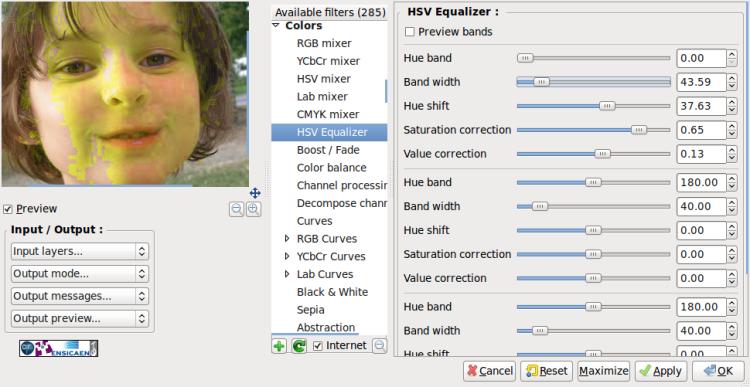 Available filters (285)
Colors
RGB mixer
YCbCr mixer
HSV mixer
Lab mixer
CMYK mixer
HSV Equalizer
Boost / Fade
Color balance
Channel processin
Decompose chann
Curves
RGB Curves
YCbCr Curves
Lab Curves
Black & White
Sepia
Abstraction
Internet
Preview
Input / Output :
Input layers...
Output mode...
Output messages...
Output preview...
ENSICAEN
HSV Equalizer :
Preview bands
Hue band 0.00
Band width 43.59
Hue shift 37.63
Saturation correction 0.65
Value correction 0.13
Hue band 180.00
Band width 40.00
Hue shift 0.00
Saturation correction 0.00
Value correction 0.00
Hue band 180.00
Band width 40.00
Hue shift 0.00
Cancel Reset Maximize Apply OK